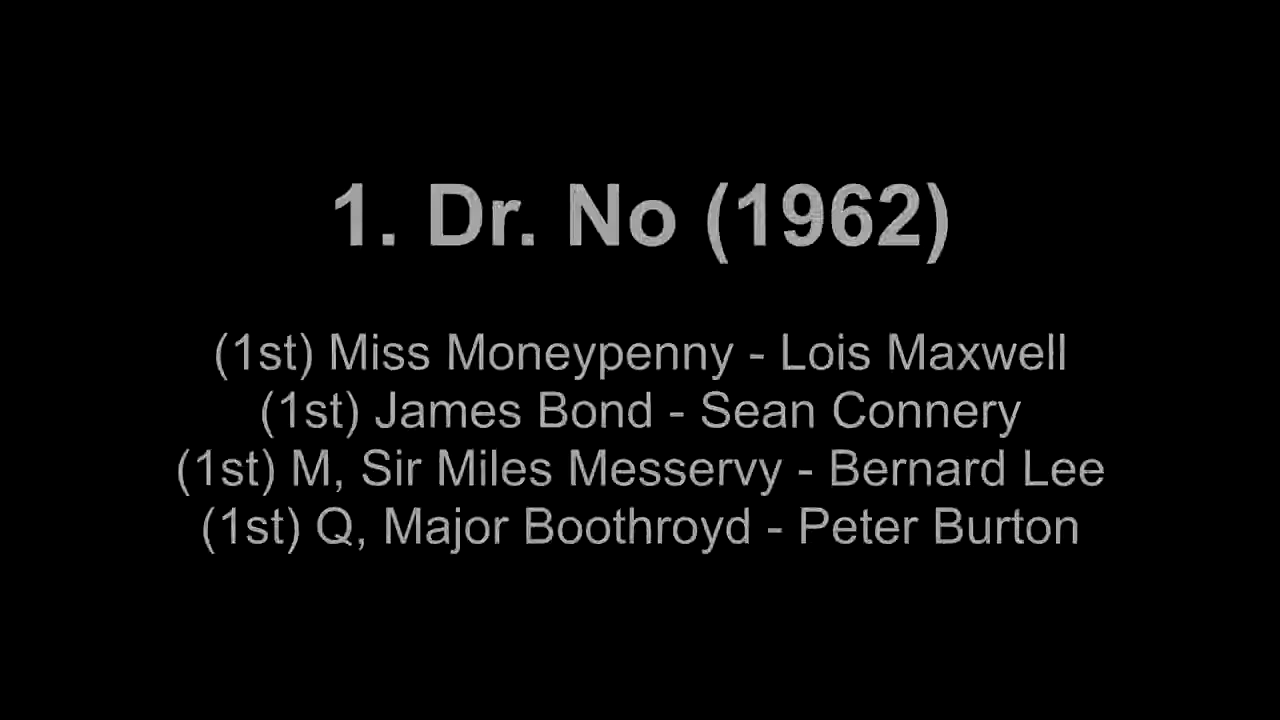 1. Dr. No (1962)
(1st) Miss Moneypenny - Lois Maxwell
(1st) James Bond - Sean Connery
(1st) M, Sir Miles Messervy - Bernard Lee
(1st) Q, Major Boothroyd - Peter Burton